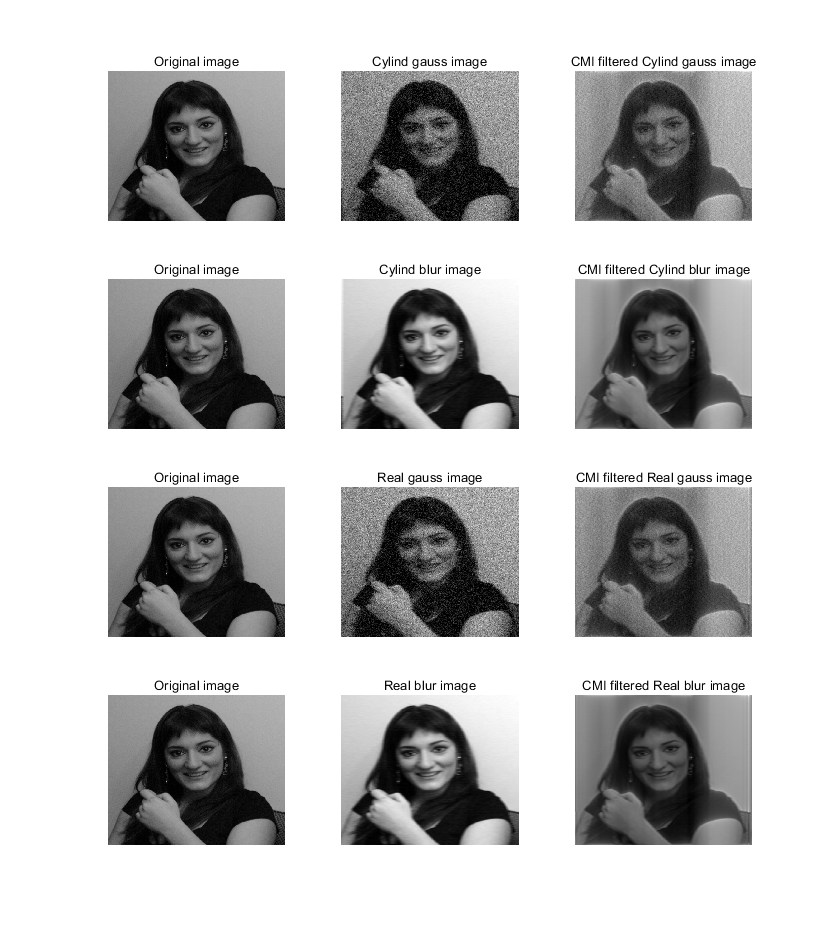 Original image
Cylind gauss image
CMI filtered Cylind gauss image
Original image
Cylind blur image
CMI filtered Cylind blur image
Original image
Real gauss image
CMI filtered Real gauss image
Original image
Real blur image
CMI filtered Real blur image